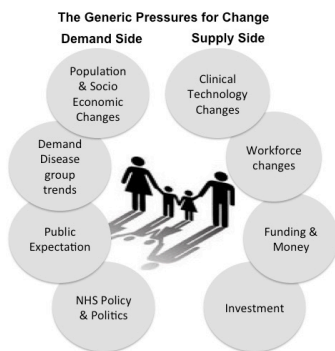 The Generic Pressures for Change
Demand Side
Supply Side
Population
& Socio
Economic
Changes
Clinical
Technology
Changes
Demand
Disease
group
trends
Workforce
changes
Public
Expectation
Funding &
Money
NHS Policy
& Politics
Investment